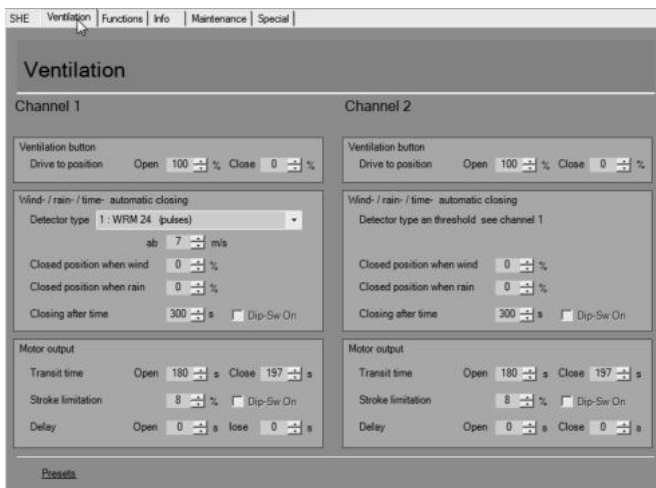 SHE Ventilation Functions Info Maintenance Special
Ventilation
Channel 1
Ventilation button
Drive to position Open 100 % Close 0 %
Wind- / rain- / time- automatic closing
Detector type 1 : WRM 24 (pulses)
ab 7 m/s
Closed position when wind 0 %
Closed position when rain 0 %
Closing after time 300 s Dip-Sw On
Motor output
Transit time Open 180 s Close 197 s
Stroke limitation 8 % Dip-Sw On
Delay Open 0 s lose 0 s
Channel 2
Ventilation button
Drive to position Open 100 % Close 0 %
Wind- / rain- / time- automatic closing
Detector type an threshold see channel 1
Closed position when wind 0 %
Closed position when rain 0 %
Closing after time 300 s Dip-Sw On
Motor output
Transit time Open 180 s Close 197 s
Stroke limitation 8 % Dip-Sw On
Delay Open 0 s Close 0 s
Presets